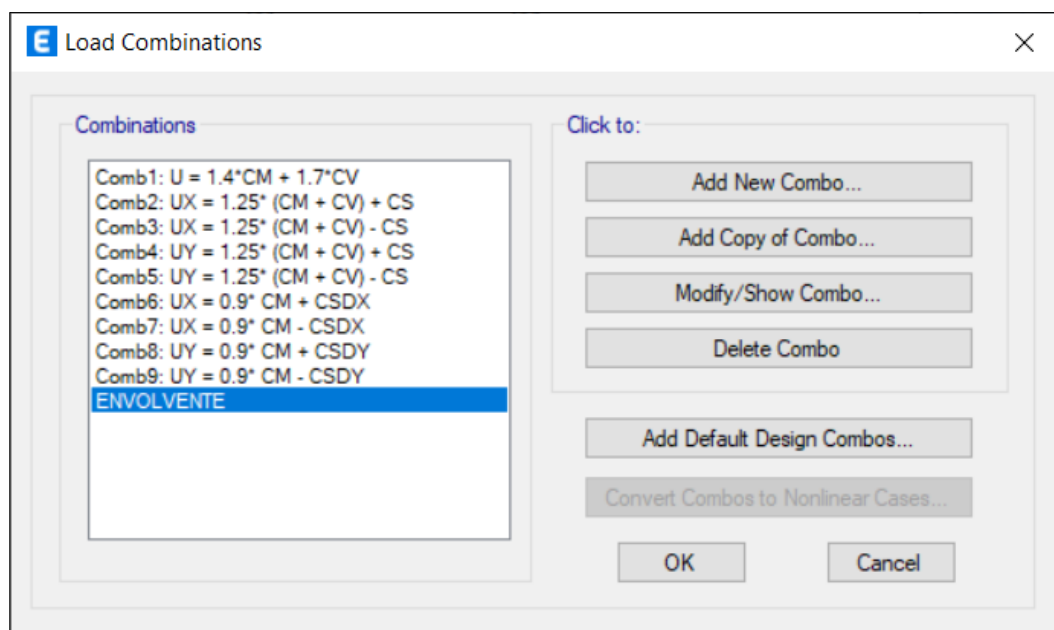 E Load Combinations
Combinations
Comb1: U = 1.4*CM + 1.7*CV
Comb2: UX = 1.25* (CM + CV) + CS
Comb3: UX = 1.25* (CM + CV) - CS
Comb4: UY = 1.25* (CM + CV) + CS
Comb5: UY = 1.25* (CM + CV) - CS
Comb6: UX = 0.9* CM + CSDX
Comb7: UX = 0.9* CM - CSDX
Comb8: UY = 0.9* CM + CSDY
Comb9: UY = 0.9* CM - CSDY
ENVOLVENTE
Click to:
Add New Combo...
Add Copy of Combo...
Modify/Show Combo...
Delete Combo
Add Default Design Combos...
Convert Combos to Nonlinear Cases...
OK
Cancel